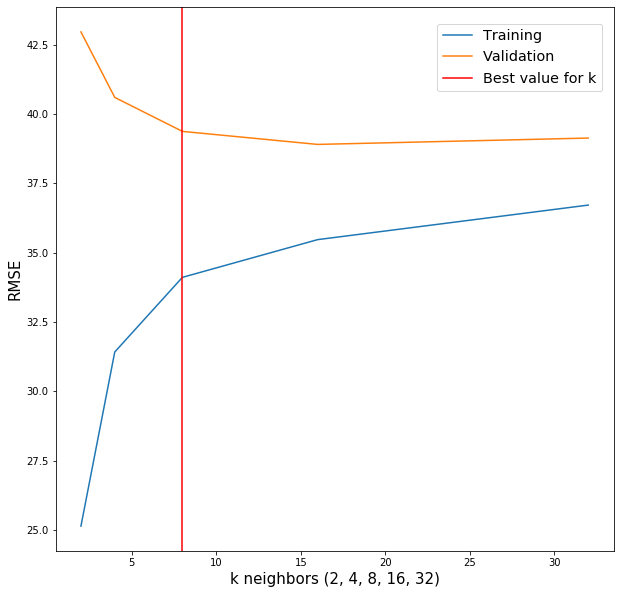 Training
Validation
Best value for k
42.5
40.0
37.5
35.0
32.5
30.0
27.5
25.0
RMSE
5
10
15
20
25
30
k neighbors (2, 4, 8, 16, 32)